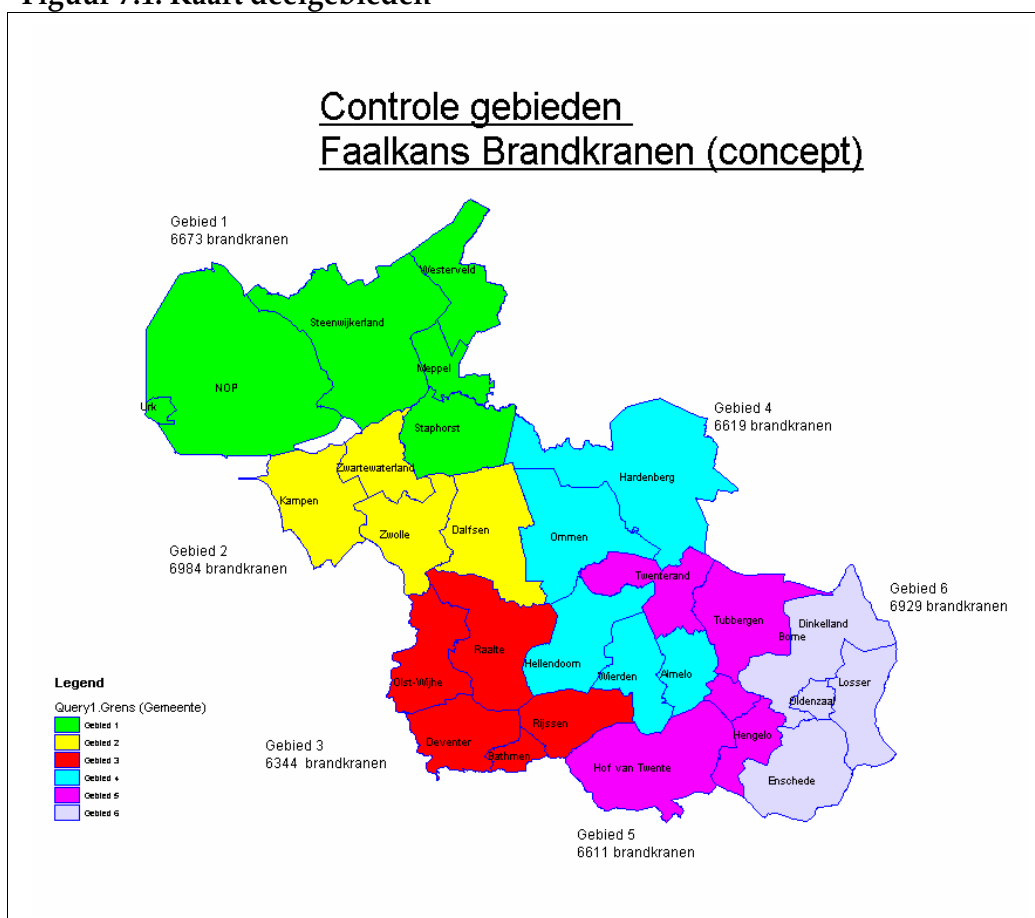 Figuur 7.1. Kaart deelgebieden
Controle gebieden
Faalkans Brandkranen (concept)
Gebied 1
6673 brandkranen
Westerveld
Steenwijkerland
Meppel
NOP
Urk
Staphorst
Gebied 4
6619 brandkranen
Zwartewaterland
Hardenberg
Kampen
Zwolle
Dalfsen
Ommen
Gebied 2
6984 brandkranen
Twenterand
Gebied 6
6929 brandkranen
Tubbergen
Dinkelland
Borne
Raalte
Hellendoorn
Wierden
Almelo
Losser
Olst-Wijhe
Oldenzaal
Legend
Query1.Grens (Gemeente)
Gebied 1
Gebied 2
Gebied 3
Gebied 4
Gebied 5
Gebied 6
Rijssen
Hengelo
Deventer
Bathmen
Gebied 3
6344 brandkranen
Hof van Twente
Enschede
Gebied 5
6611 brandkranen